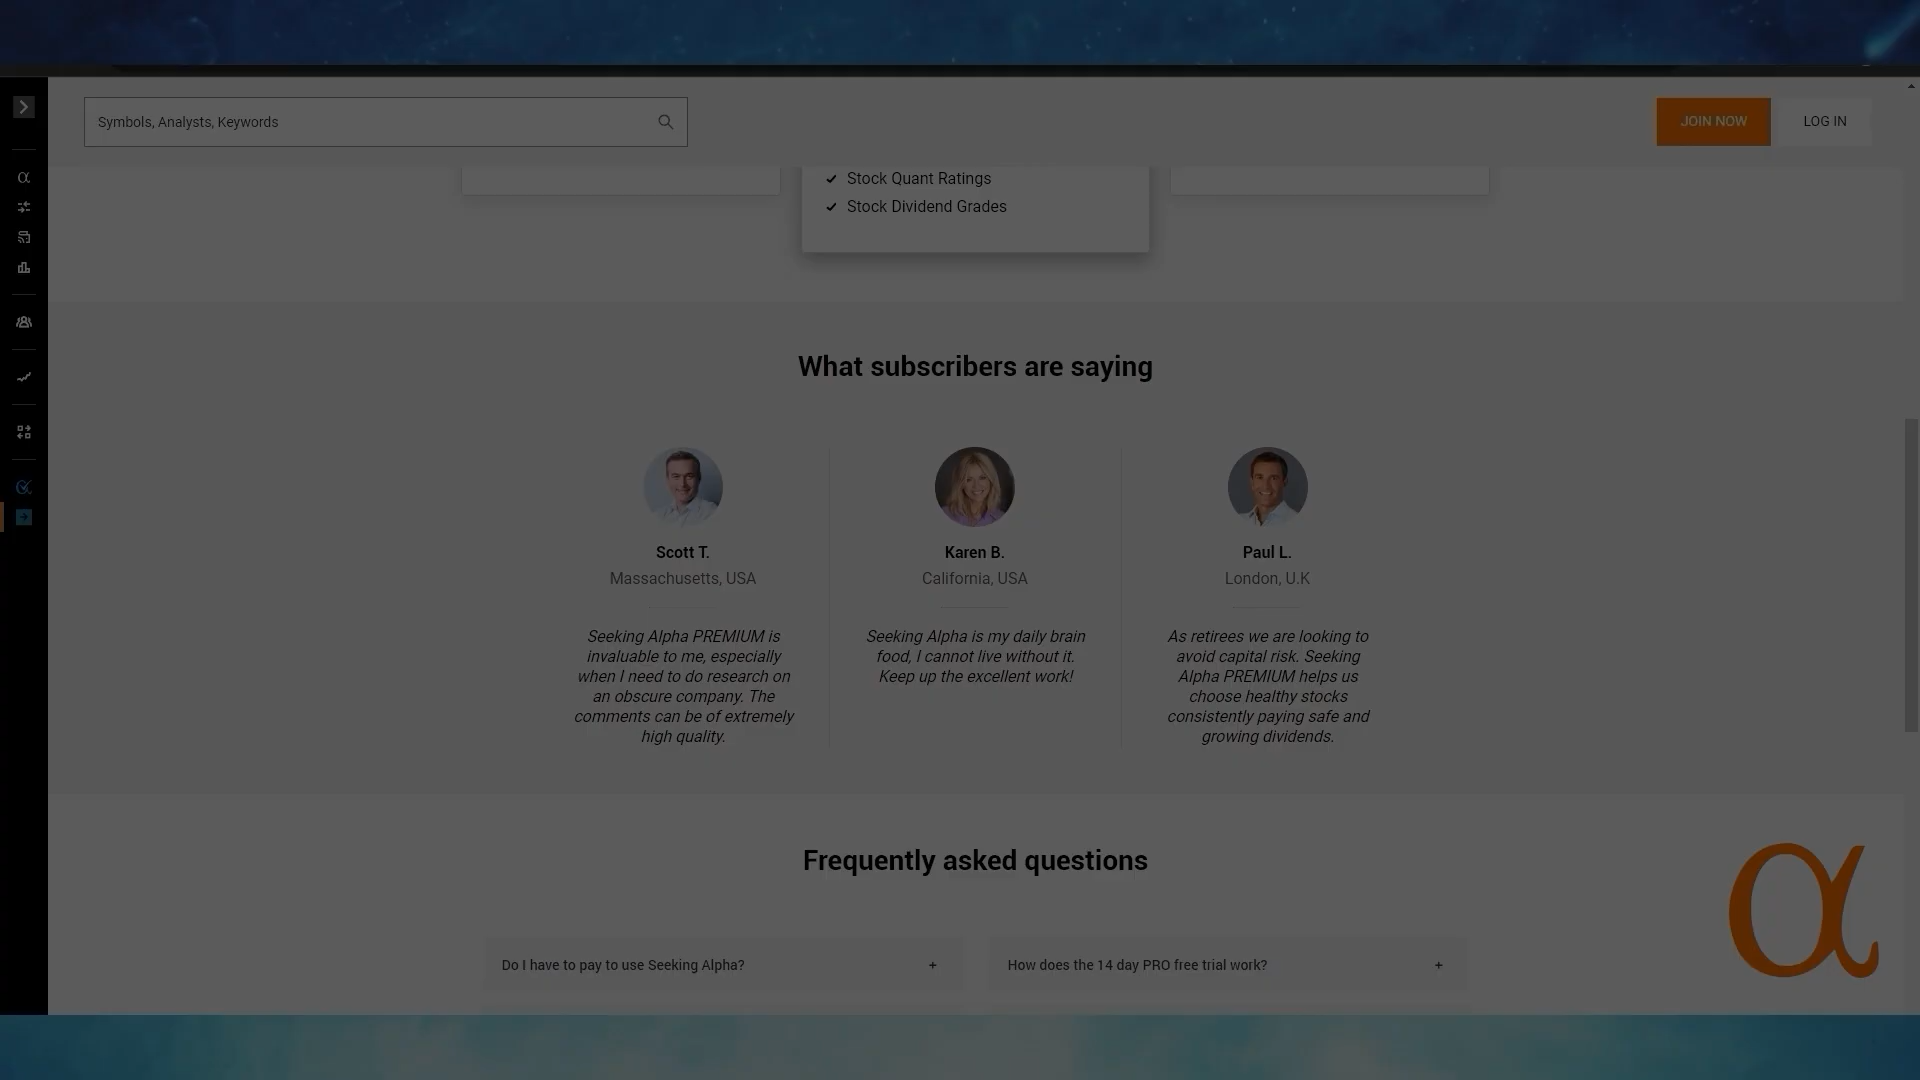 Symbols, Analysts, Keywords
JOIN NOW
LOG IN
Stock Quant Ratings
Stock Dividend Grades
What subscribers are saying
Scott T.
Massachusetts, USA
Seeking Alpha PREMIUM is
invaluable to me, especially
when I need to do research on
an obscure company. The
comments can be of extremely
high quality.
Karen B.
California, USA
Seeking Alpha is my daily brain
food, I cannot live without it.
Keep up the excellent work!
Paul L.
London, U.K
As retirees we are looking to
avoid capital risk. Seeking
Alpha PREMIUM helps us
choose healthy stocks
consistently paying safe and
growing dividends.
Frequently asked questions
Do I have to pay to use Seeking Alpha? +
How does the 14 day PRO free trial work? +
α